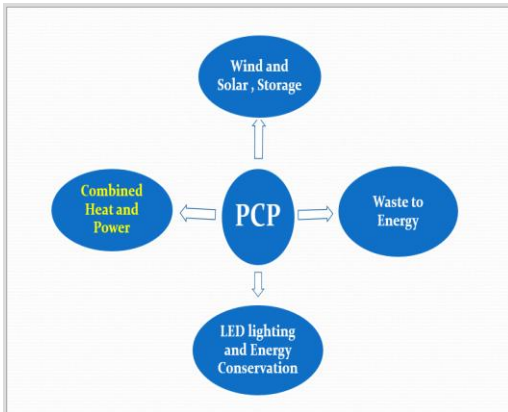 Wind and
Solar , Storage
Combined
Heat and
Power
PCP
Waste to
Energy
LED lighting
and Energy
Conservation